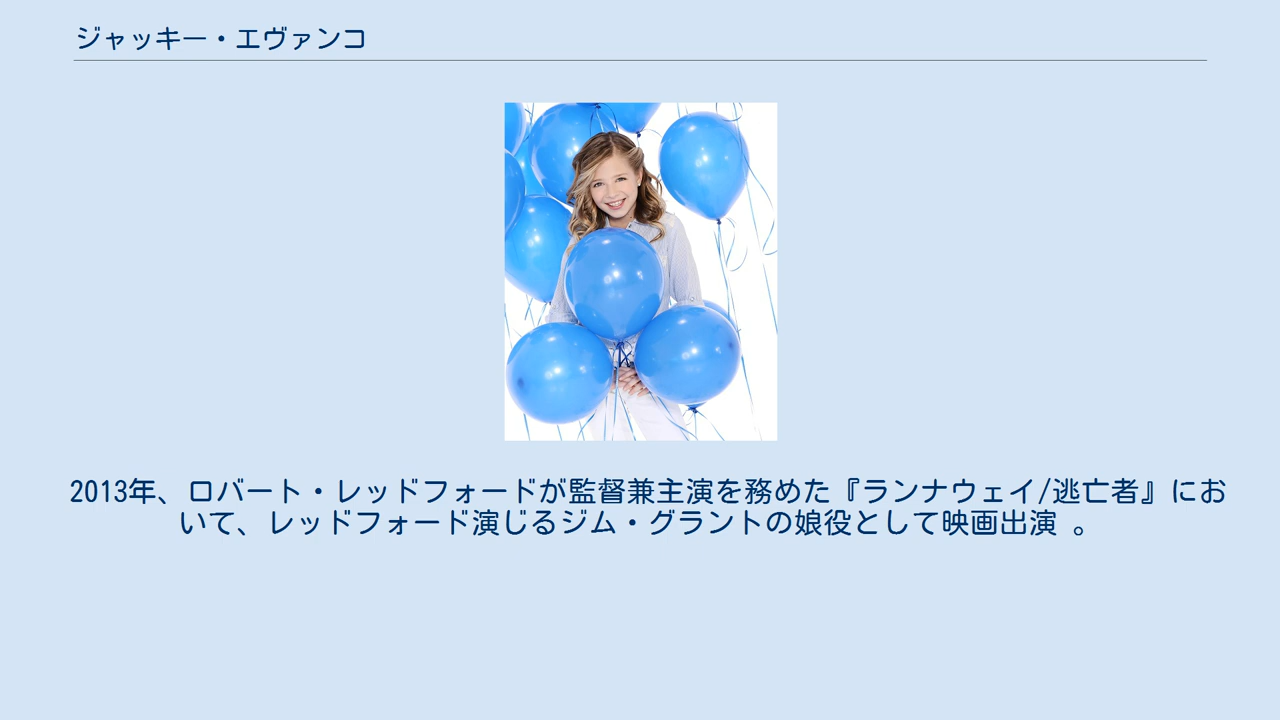 ジャッキー・エヴァンコ
2013年、ロバート・レッドフォードが監督兼主演を務めた『ランナウェイ/逃亡者』にお
いて、レッドフォード演じるジム・グラントの娘役として映画出演 。